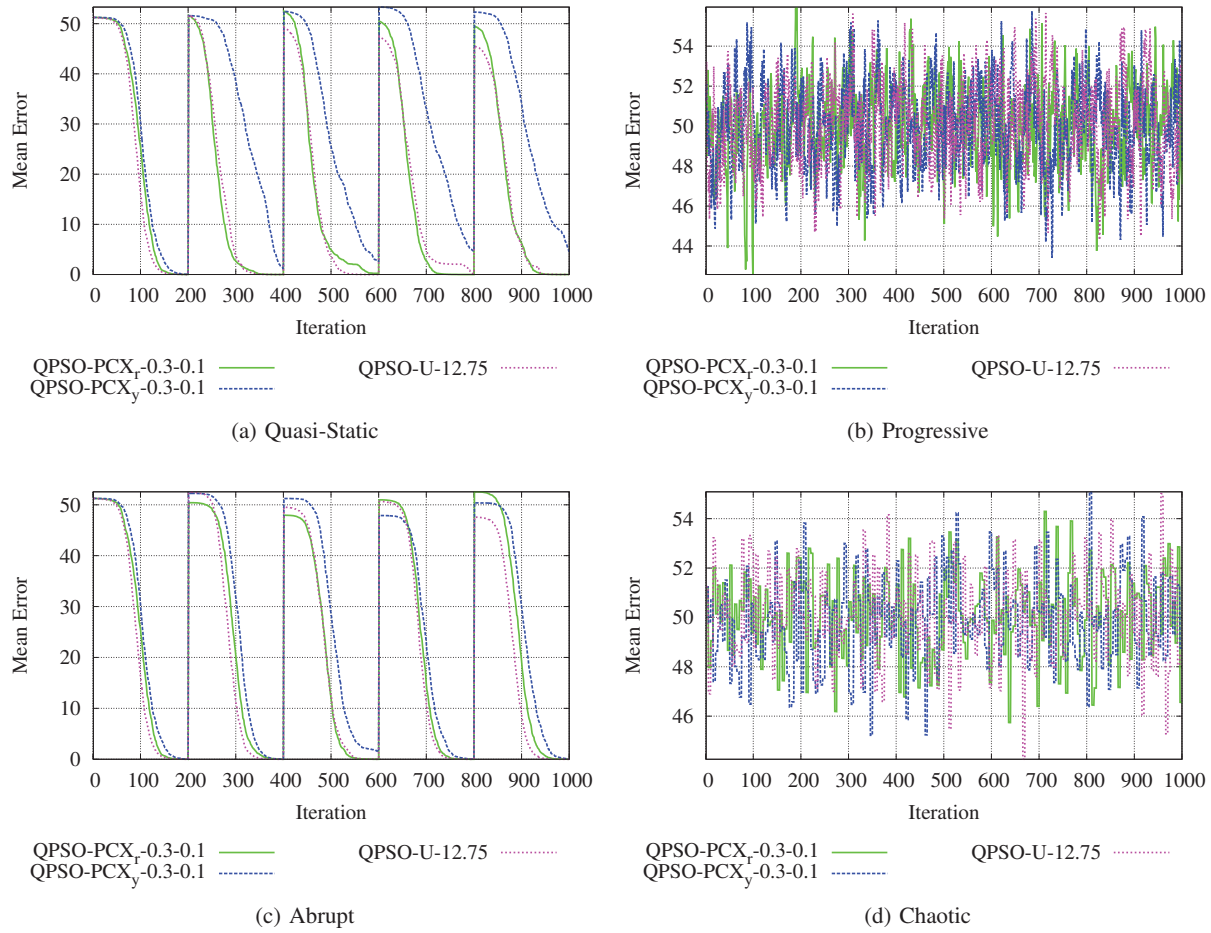 50
40
30
20
10
0
Mean Error
0 100 200 300 400 500 600 700 800 900 1000
Iteration
QPSO-PCXr-0.3-0.1
QPSO-PCXy-0.3-0.1
QPSO-U-12.75
(a) Quasi-Static
54
52
50
48
46
44
Mean Error
0 100 200 300 400 500 600 700 800 900 1000
Iteration
QPSO-PCXr-0.3-0.1
QPSO-PCXy-0.3-0.1
QPSO-U-12.75
(b) Progressive
50
40
30
20
10
0
Mean Error
0 100 200 300 400 500 600 700 800 900 1000
Iteration
QPSO-PCXr-0.3-0.1
QPSO-PCXy-0.3-0.1
QPSO-U-12.75
(c) Abrupt
54
52
50
48
46
Mean Error
0 100 200 300 400 500 600 700 800 900 1000
Iteration
QPSO-PCXr-0.3-0.1
QPSO-PCXy-0.3-0.1
QPSO-U-12.75
(d) Chaotic